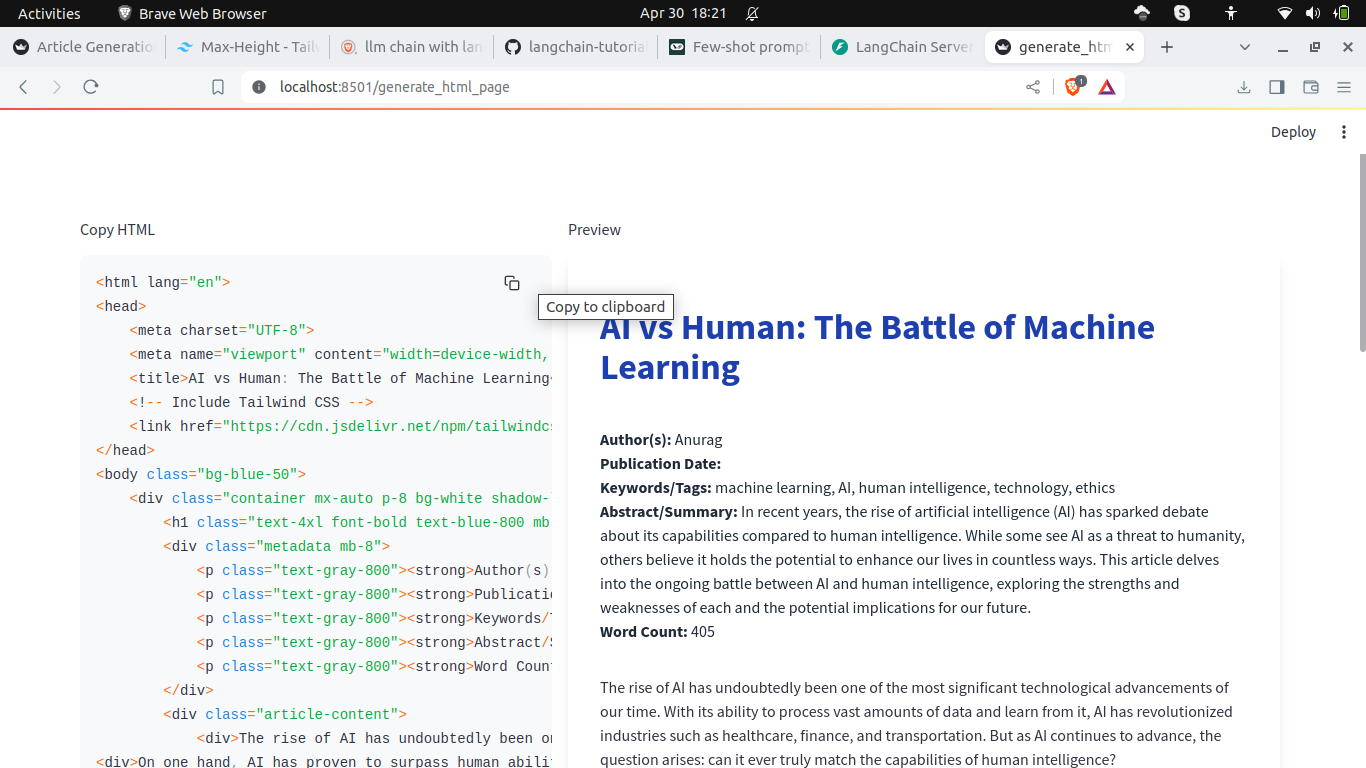 Activities
Brave Web Browser
Apr 30 18:21
Article Generatio
Max-Height - Tail
llm chain with lan
langchain-tutorial
Few-shot prompt
LangChain Server
generate_htm
localhost:8501/generate_html_page
1
Deploy
Copy HTML
<html lang="en">
<head>
<meta charset="UTF-8">
<meta name="viewport" content="width=device-width,
<title>AI vs Human: The Battle of Machine Learning<
<!-- Include Tailwind CSS -->
<link href="https://cdn.jsdelivr.net/npm/tailwindcs
</head>
<body class="bg-blue-50">
<div class="container mx-auto p-8 bg-white shadow-l
<h1 class="text-4xl font-bold text-blue-800 mb
<div class="metadata mb-8">
<p class="text-gray-800"><strong>Author(s)
<p class="text-gray-800"><strong>Publicatio
<p class="text-gray-800"><strong>Keywords/T
<p class="text-gray-800"><strong>Abstract/S
<p class="text-gray-800"><strong>Word Count
</div>
<div class="article-content">
<div>The rise of AI has undoubtedly been on
<div>On one hand, AI has proven to surpass human abili
Copy to clipboard
Preview
AI vs Human: The Battle of Machine
Learning
Author(s): Anurag
Publication Date:
Keywords/Tags: machine learning, AI, human intelligence, technology, ethics
Abstract/Summary: In recent years, the rise of artificial intelligence (AI) has sparked debate
about its capabilities compared to human intelligence. While some see AI as a threat to humanity,
others believe it holds the potential to enhance our lives in countless ways. This article delves
into the ongoing battle between AI and human intelligence, exploring the strengths and
weaknesses of each and the potential implications for our future.
Word Count: 405
The rise of AI has undoubtedly been one of the most significant technological advancements of
our time. With its ability to process vast amounts of data and learn from it, AI has revolutionized
industries such as healthcare, finance, and transportation. But as AI continues to advance, the
question arises: can it ever truly match the capabilities of human intelligence?